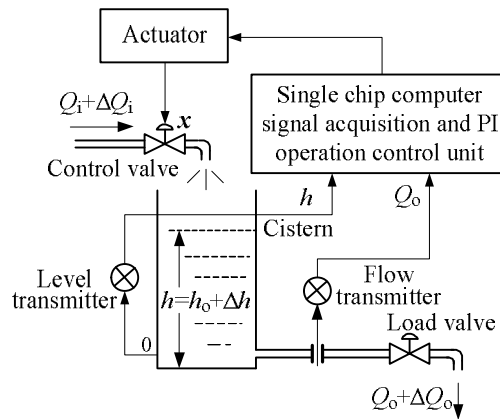 Actuator
Qi+ΔQi
x
Control valve
Single chip computer
signal acquisition and PI
operation control unit
h
Qo
Cistern
Level
transmitter
h=ho+Δh
0
Flow
transmitter
Load valve
Qo+ΔQo